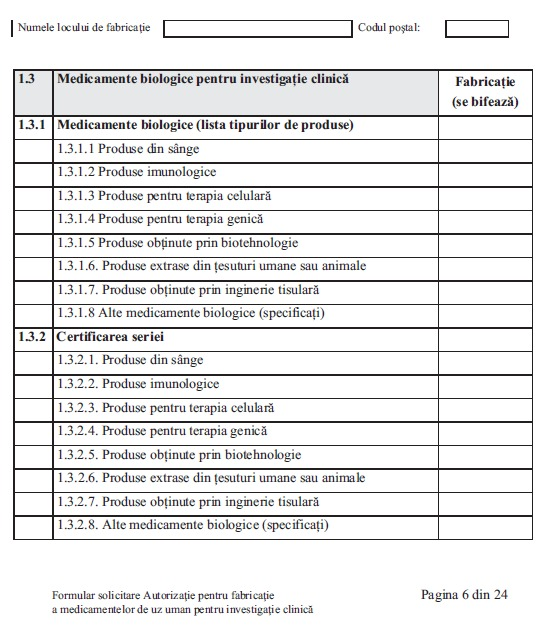 Numele locului de fabricație Codul poștal:
1.3 Medicamente biologice pentru investigație clinică Fabricație
(se bifează)
1.3.1 Medicamente biologice (lista tipurilor de produse)
1.3.1.1 Produse din sânge
1.3.1.2 Produse imunologice
1.3.1.3 Produse pentru terapia celulară
1.3.1.4 Produse pentru terapia genică
1.3.1.5 Produse obținute prin biotehnologie
1.3.1.6. Produse extrase din țesuturi umane sau animale
1.3.1.7. Produse obținute prin inginerie tisulară
1.3.1.8 Alte medicamente biologice (specificați)
1.3.2 Certificarea seriei
1.3.2.1. Produse din sânge
1.3.2.2. Produse imunologice
1.3.2.3. Produse pentru terapia celulară
1.3.2.4. Produse pentru terapia genică
1.3.2.5. Produse obținute prin biotehnologie
1.3.2.6. Produse extrase din țesuturi umane sau animale
1.3.2.7. Produse obținute prin inginerie tisulară
1.3.2.8. Alte medicamente biologice (specificați)
Formular solicitare Autorizație pentru fabricație Pagina 6 din 24
a medicamentelor de uz uman pentru investigație clinică